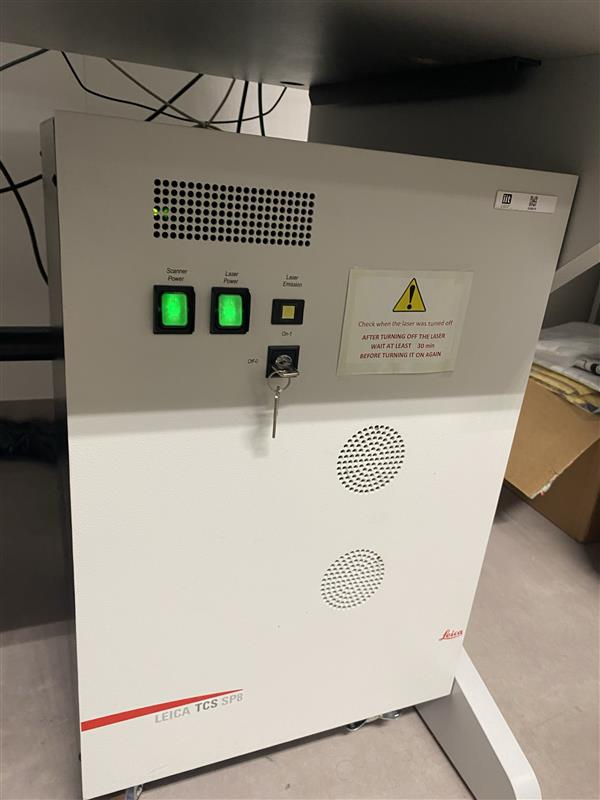 iit
Scanner
Power
Laser
Power
Laser
Emission
On-1
Off-0
Check when the laser was turned off
AFTER TURNING OFF THE LASER
WAIT AT LEAST 30 min
BEFORE TURNING IT ON AGAIN
Leica
LEICA TCS SP8